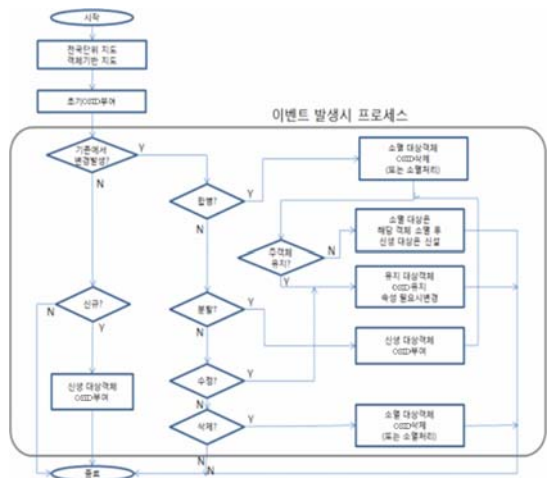 시작
전국단위 지도
객체기반 지도
초기OSID부여
이벤트 발생시 프로세스
기존에서
변경발생?
Y
N
합병?
Y
N
소멸 대상객체
OSID삭제
(또는 소멸처리)
주객체
유지?
N
Y
소멸 대상은
해당 객체 소멸 후
신생 대상은 신설
유지 대상객체
OSID유지
속성 필요시변경
신규?
N
Y
분할?
Y
N
신생 대상객체
OSID부여
신생 대상객체
OSID부여
수정?
Y
N
삭제?
Y
N
N
소멸 대상객체
OSID삭제
(또는 소멸처리)
종료